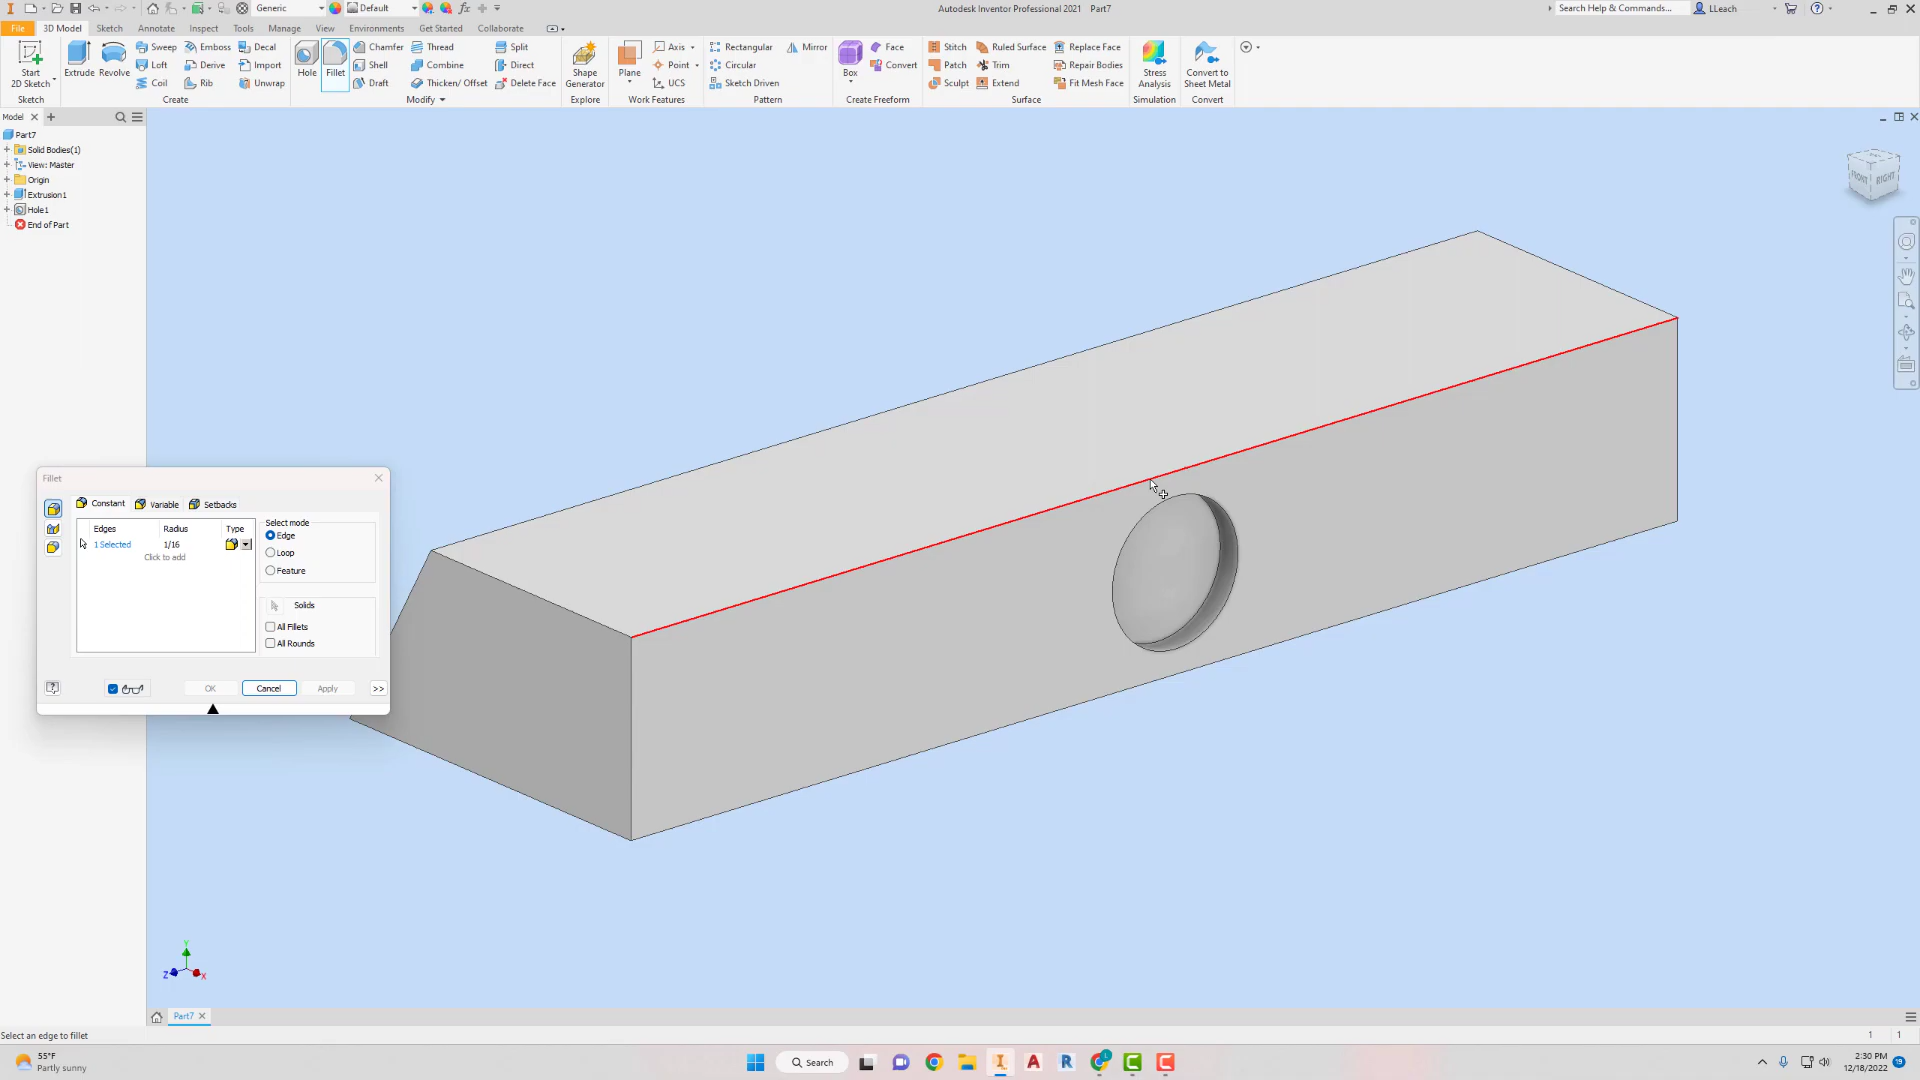 Generic
Default
Autodesk Inventor Professional 2021 Part7
Search Help & Commands...
LLeach
File 3D Model Sketch Annotate Inspect Tools Manage View Environments Get Started Collaborate
Start
2D Sketch
Sketch
Extrude
Revolve
Sweep
Loft
Coil
Emboss
Derive
Rib
Decal
Import
Unwrap
Create
Hole
Fillet
Chamfer
Shell
Draft
Thread
Combine
Thicken/ Offset
Split
Direct
Delete Face
Modify
Shape
Generator
Explore
Plane
Axis
Point
UCS
Work Features
Rectangular
Circular
Sketch Driven
Mirror
Pattern
Box
Face
Convert
Create Freeform
Stitch
Patch
Sculpt
Ruled Surface
Trim
Extend
Replace Face
Repair Bodies
Fit Mesh Face
Surface
Stress
Analysis
Simulation
Convert to
Sheet Metal
Convert
Model
Part7
Solid Bodies(1)
View: Master
Origin
Extrusion1
Hole1
End of Part
FRONT RIGHT
Fillet
Constant Variable Setbacks
Edges Radius Type
1 Selected 1/16
Click to add
Select mode
Edge
Loop
Feature
Solids
All Fillets
All Rounds
OK Cancel Apply >>
Y
Z X
Part7
Select an edge to fillet
1 1
55°F
Partly sunny
Search
2:30 PM
12/18/2022
19